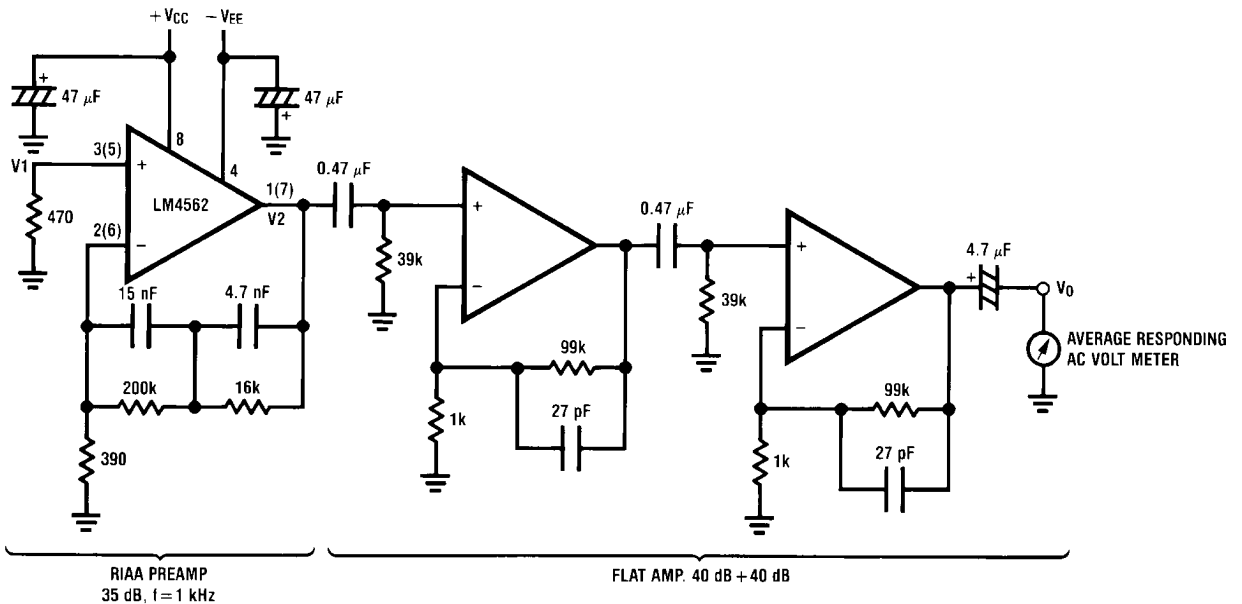 + VCC – VEE
+
47 µF
47 µF
+
8
3(5)
V1
+
4
0.47 µF
1(7)
LM4562
V2
470
2(6)
–
+
0.47 µF
39k
–
+
4.7 µF
+
VO
15 nF
4.7 nF
39k
–
AVERAGE RESPONDING
AC VOLT METER
99k
200k
16k
1k
27 pF
99k
390
1k
27 pF
RIAA PREAMP
35 dB, f = 1 kHz
FLAT AMP. 40 dB + 40 dB